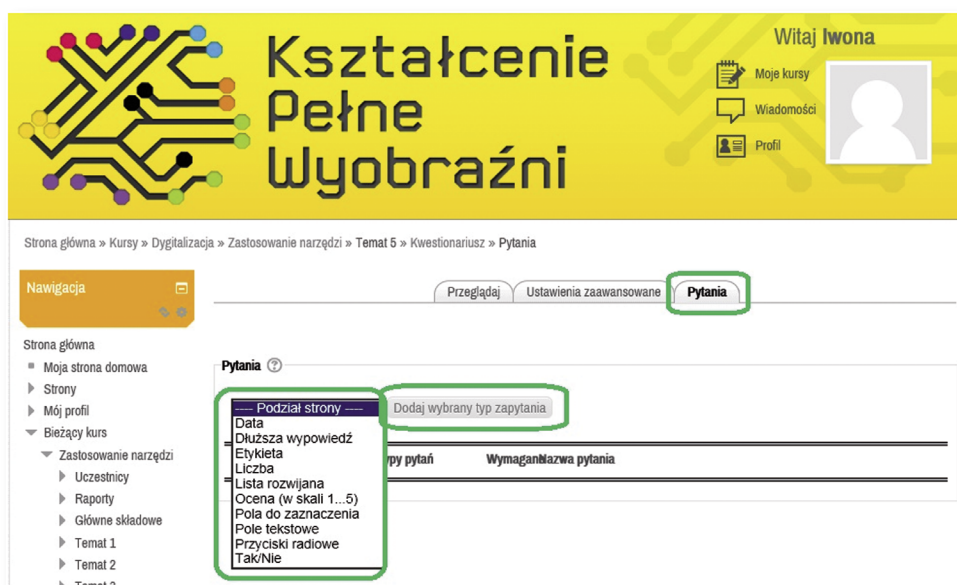 Kształcenie
Pełne
Wyobraźni
Witaj Iwona
Moje kursy
Wiadomości
Profil
Strona główna » Kursy » Dygitalizacja » Zastosowanie narzędzi » Temat 5 » Kwestionariusz » Pytania
Nawigacja
Strona główna
Moja strona domowa
Strony
Mój profil
Bieżący kurs
Zastosowanie narzędzi
Uczestnicy
Raporty
Główne składowe
Temat 1
Temat 2
Przeglądaj
Ustawienia zaawansowane
Pytania
Pytania
---- Podział strony ----
Data
Dłuższa wypowiedź
Etykieta
Liczba
Lista rozwijana
Ocena (w skali 1...5)
Pola do zaznaczenia
Pole tekstowe
Przyciski radiowe
Tak/Nie
Dodaj wybrany typ zapytania
pytań
pytania